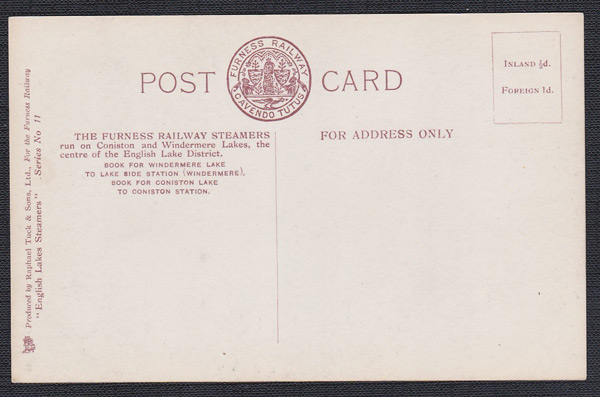 POST CARD
FURNESS RAILWAY
CAVENDO TUTUS
INLAND ½d.
FOREIGN 1d.
THE FURNESS RAILWAY STEAMERS
run on Coniston and Windermere Lakes, the
centre of the English Lake District.
BOOK FOR WINDERMERE LAKE
TO LAKE SIDE STATION (WINDERMERE).
BOOK FOR CONISTON LAKE
TO CONISTON STATION.
FOR ADDRESS ONLY
Produced by Raphael Tuck & Sons, Ltd., For the Furness Railway
"English Lakes Steamers" Series No 11